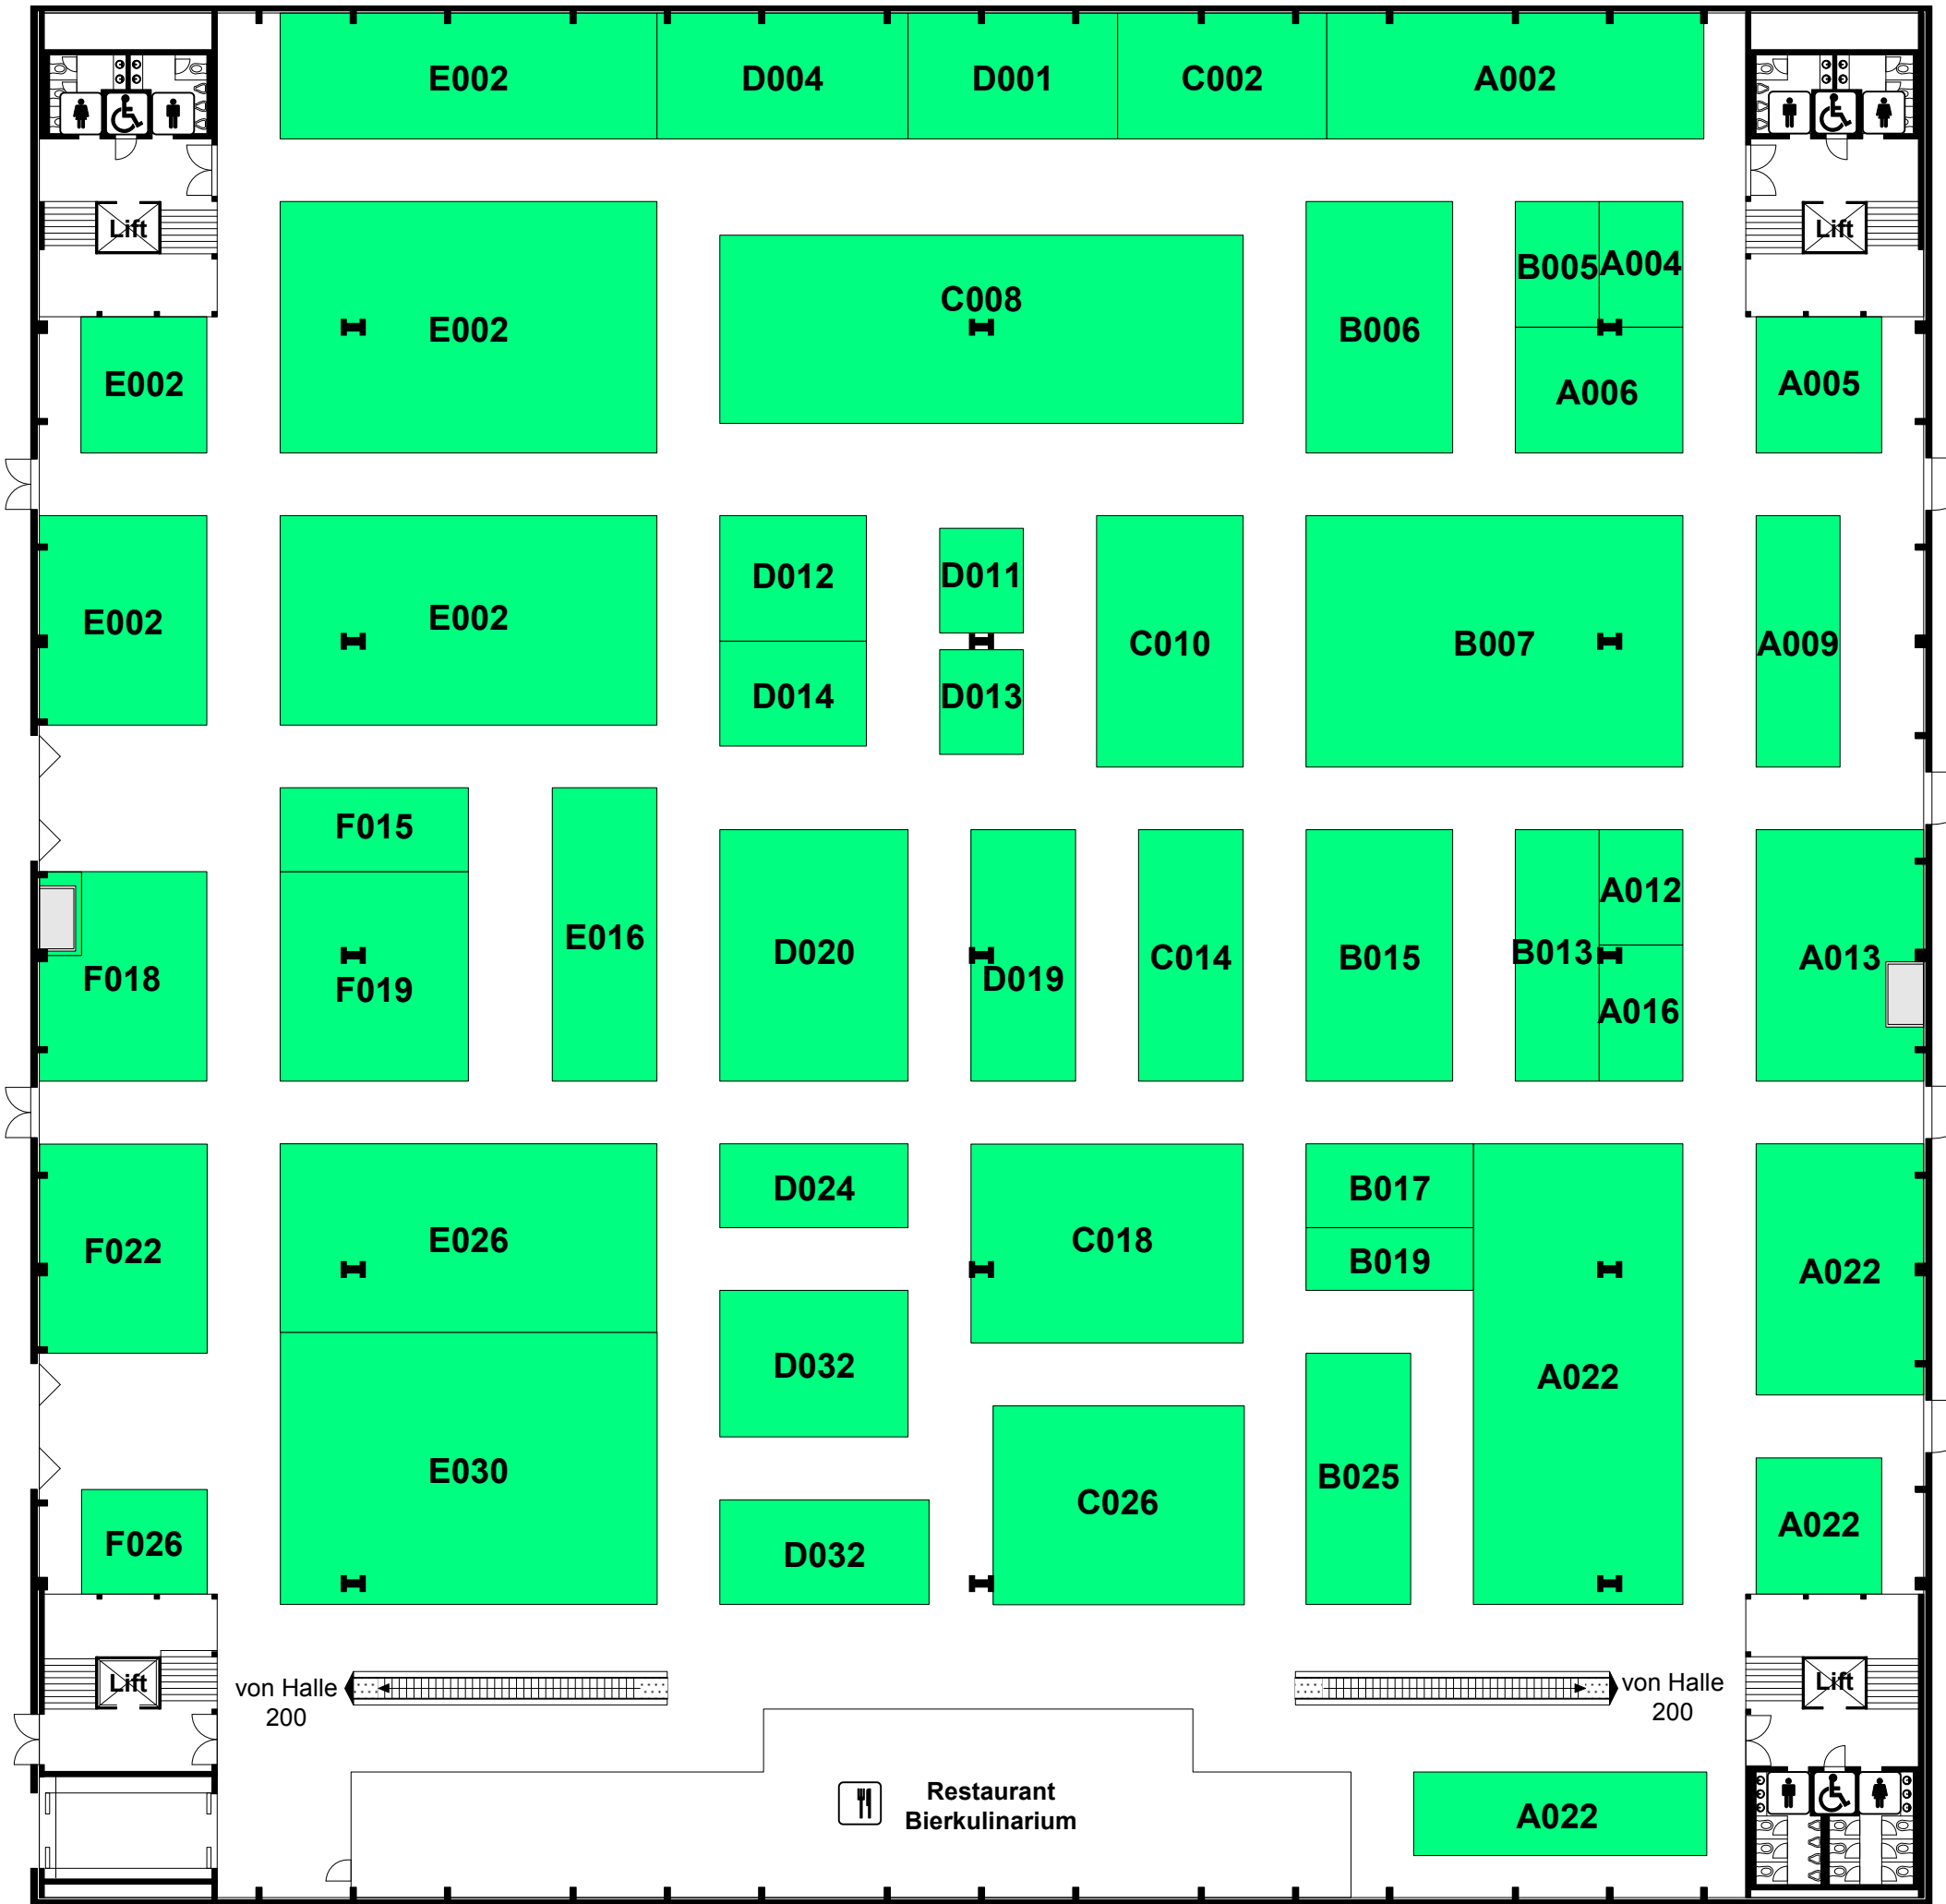 E002
D004
D001
C002
A002
Lift
Lift
B005
A004
C008
E002
B006
E002
A006
A005
D012
D011
E002
E002
C010
B007
A009
D014
D013
F015
A012
E016
D020
C014
B015
B013
A013
F018
F019
D019
A016
D024
B017
F022
E026
C018
B019
A022
D032
A022
E030
B025
C026
F026
D032
A022
Lift
von Halle
200
von Halle
200
Lift
Restaurant
Bierkulinarium
A022